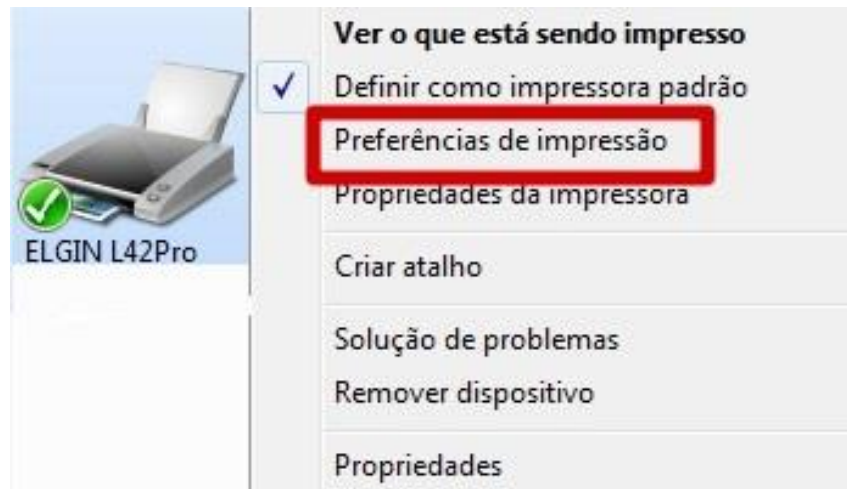 Ver o que está sendo impresso
Definir como impressora padrão
Preferências de impressão
Propriedades da impressora
ELGIN L42Pro
Criar atalho
Solução de problemas
Remover dispositivo
Propriedades